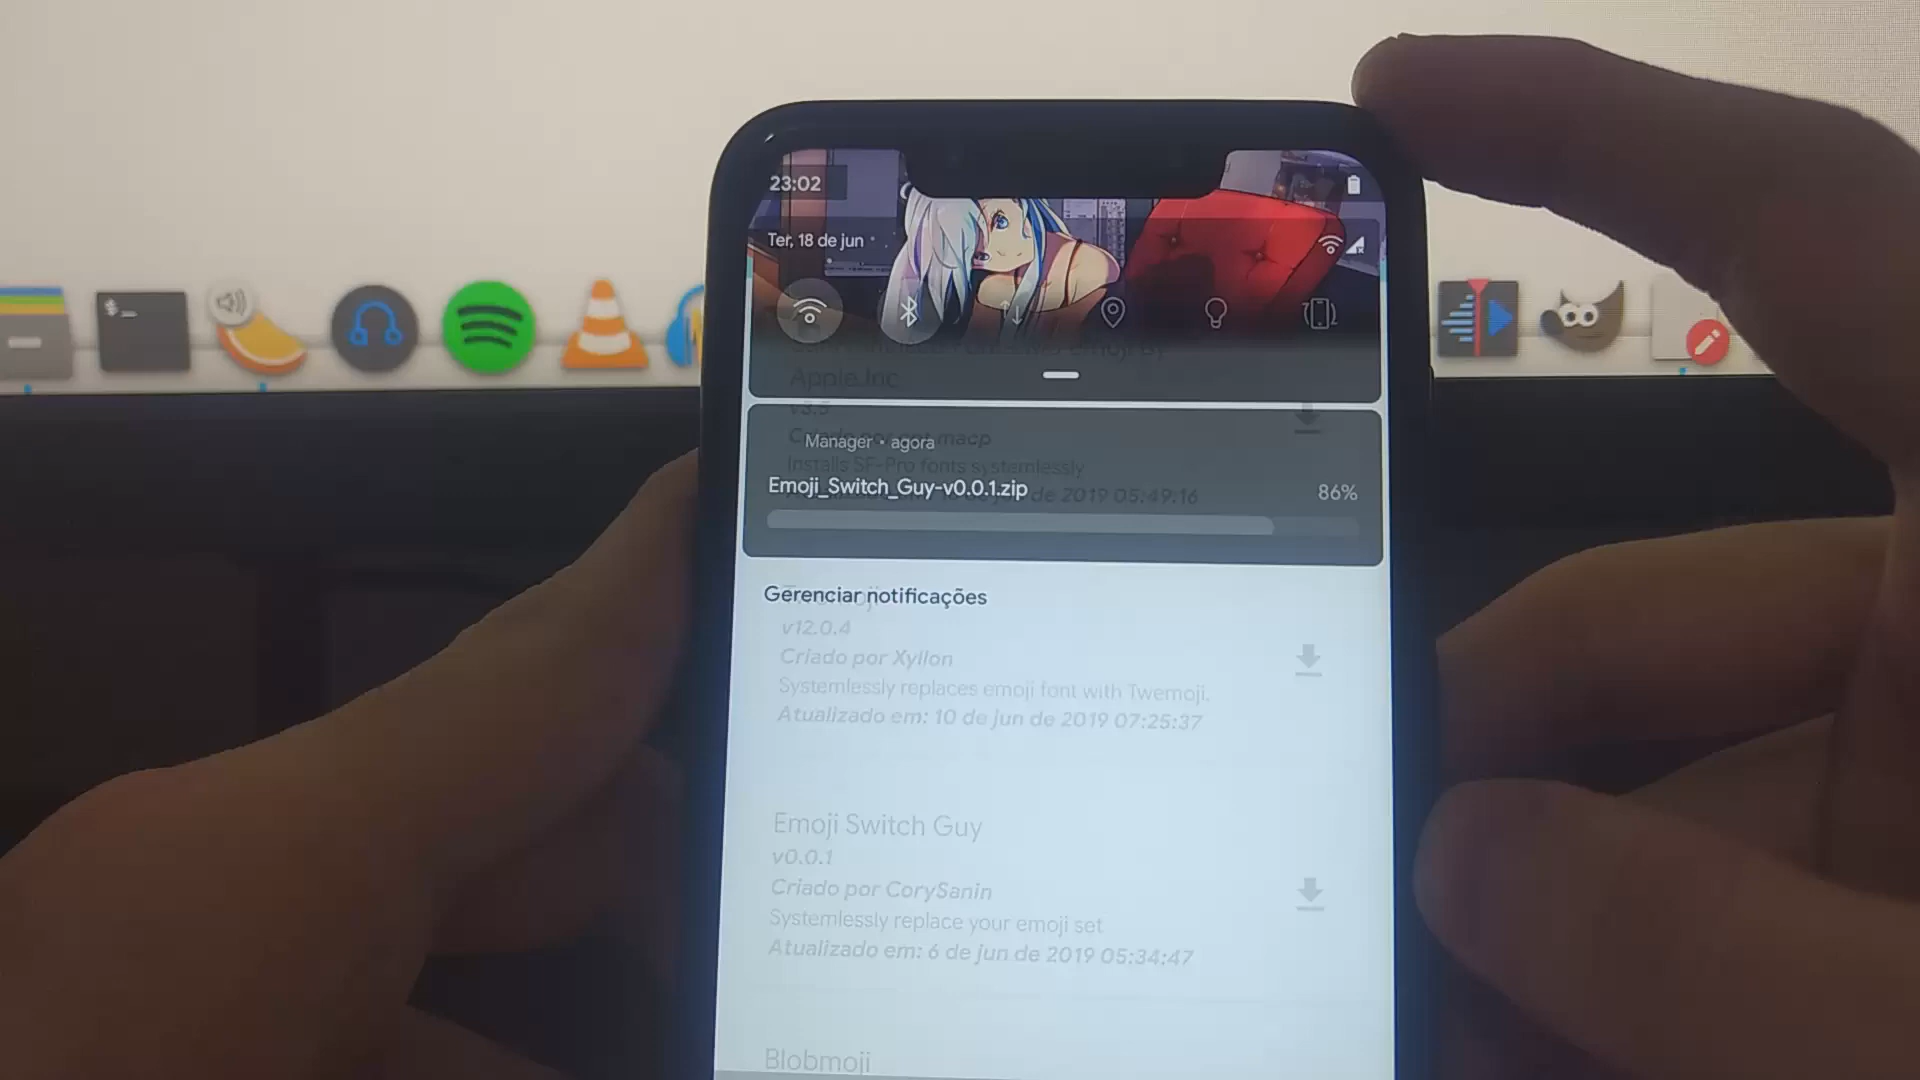 23:02
Ter, 18 de jun
emoji By
Apple.Inc
v3.5
Manager • agora
macp
Installs SF-Pro fonts systemlessly
Emoji_Switch_Guy-v0.0.1.zip
de 2019 05:49:16
86%
Gerenciar notificações
v12.0.4
Criado por Xyllon
Systemlessly replaces emoji font with Twemoji.
Atualizado em: 10 de jun de 2019 07:25:37
Emoji Switch Guy
v0.0.1
Criado por CorySanin
Systemlessly replace your emoji set
Atualizado em: 6 de jun de 2019 05:34:47
Blobmoji